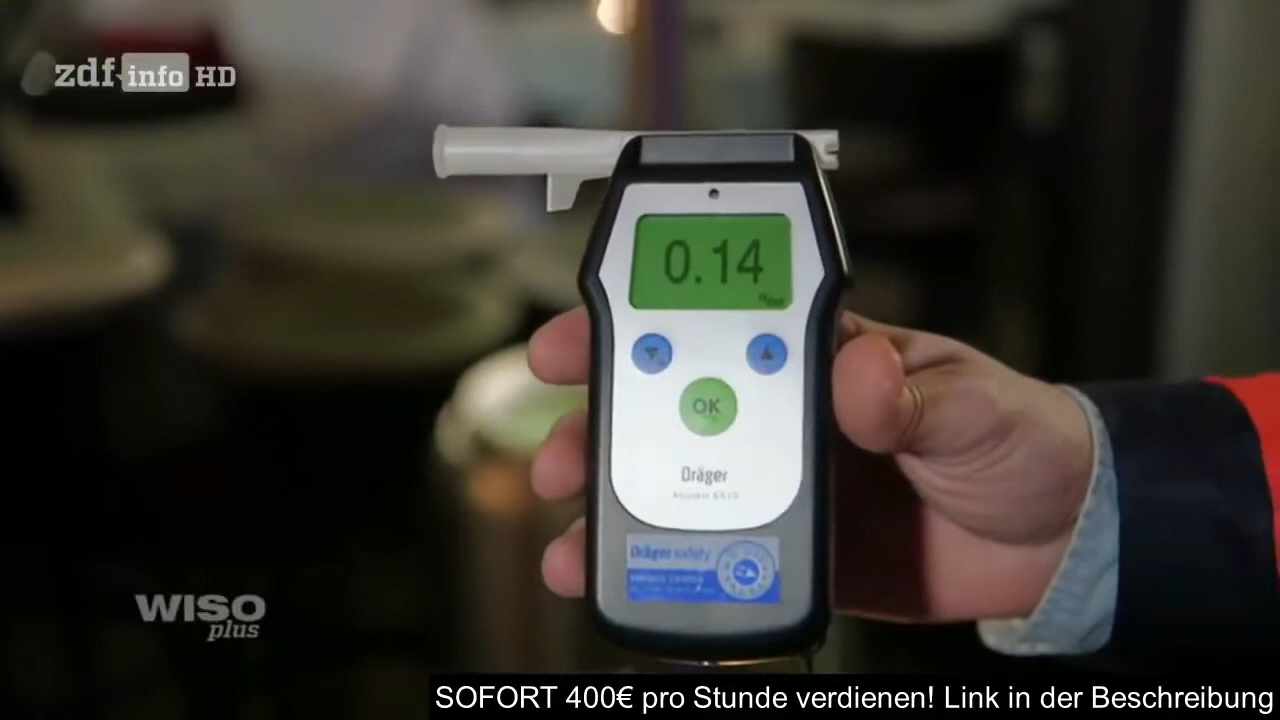 zdf info HD
0.14
OK
Dräger
Dräger safety
WISO
plus
SOFORT 400€ pro Stunde verdienen! Link in der Beschreibung